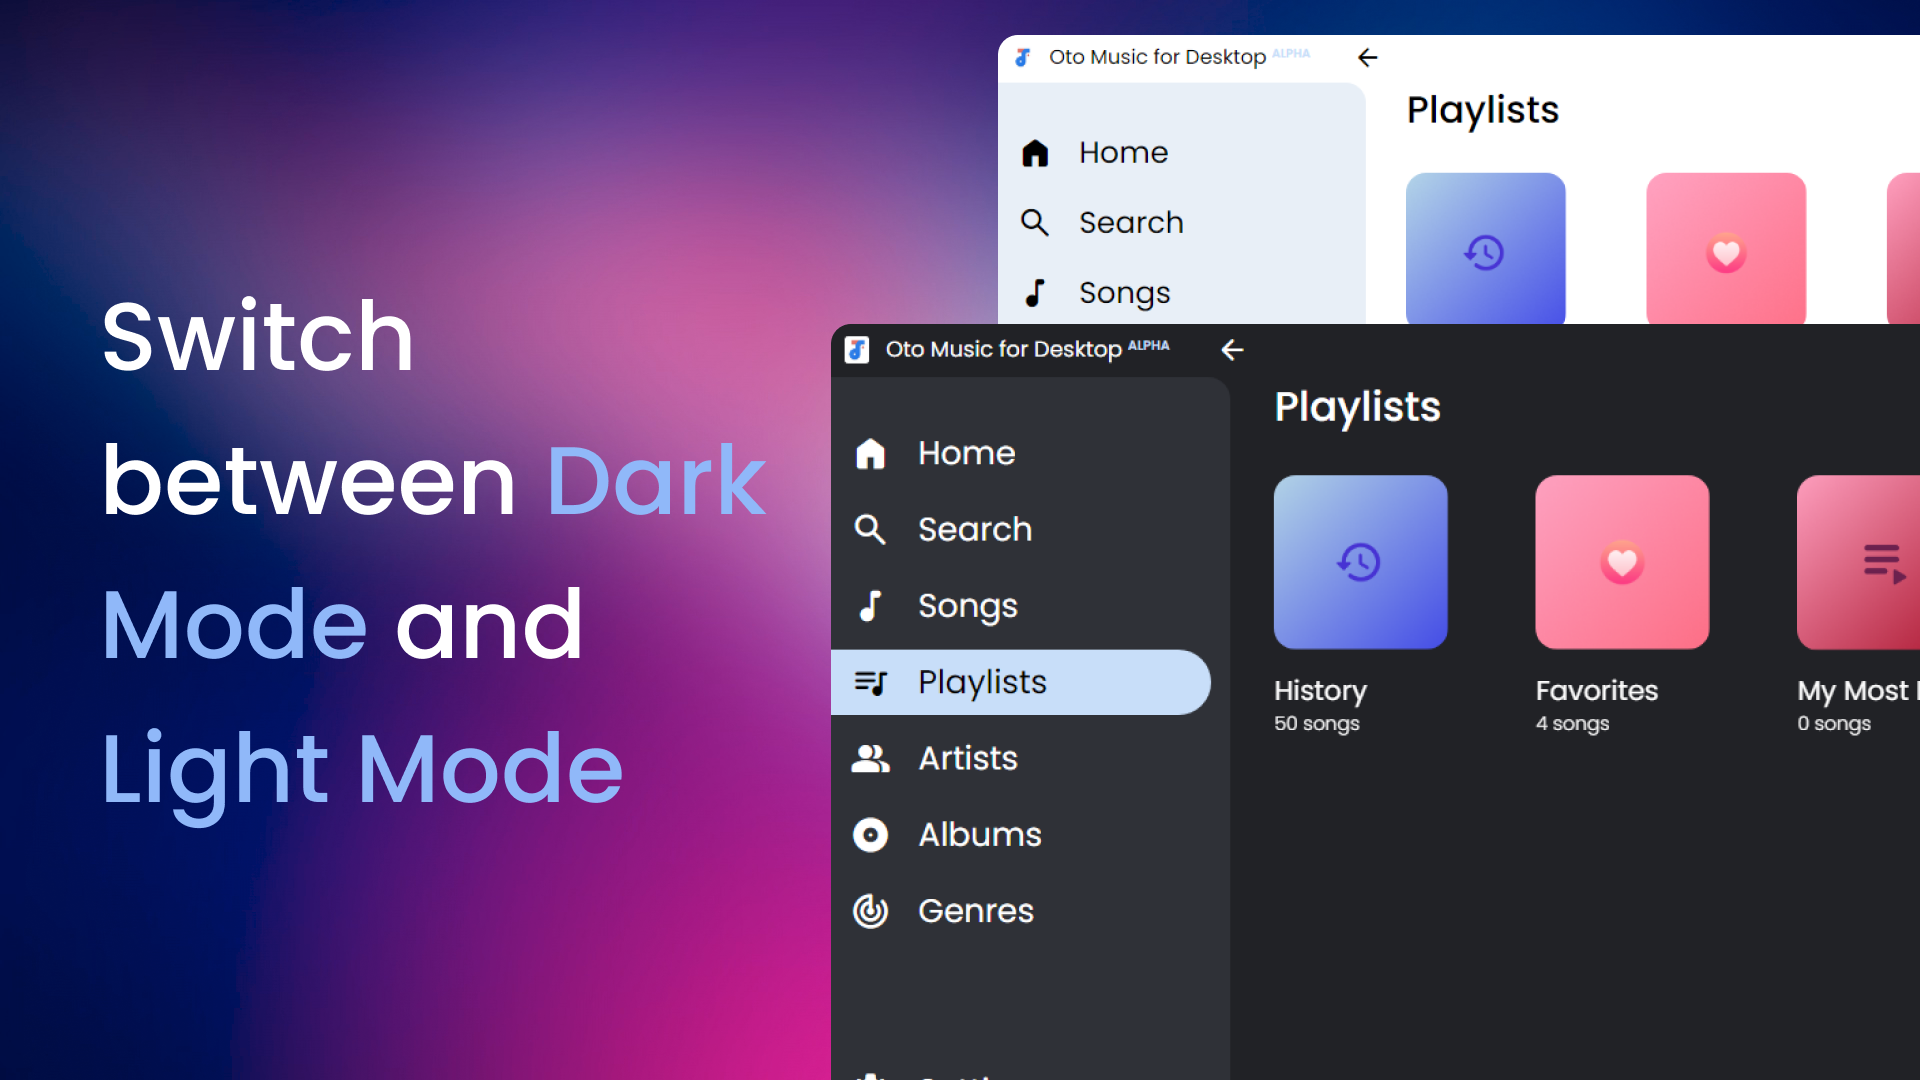 Switch
between Dark
Mode and
Light Mode
Oto Music for Desktop ALPHA
Playlists
Home
Search
Songs
Oto Music for Desktop ALPHA
Playlists
Home
Search
Songs
Playlists
Artists
Albums
Genres
History
50 songs
Favorites
4 songs
My Most
0 songs